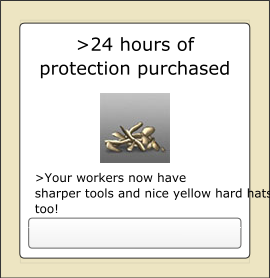 >24 hours of
protection purchased
>Your workers now have
sharper tools and nice yellow hard hats
too!